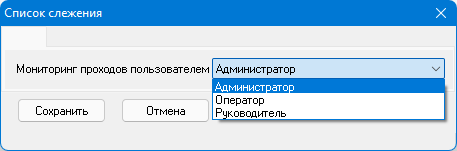 Список слежения
Мониторинг проходов пользователем Администратор
Администратор
Оператор
Руководитель
Сохранить Отмена